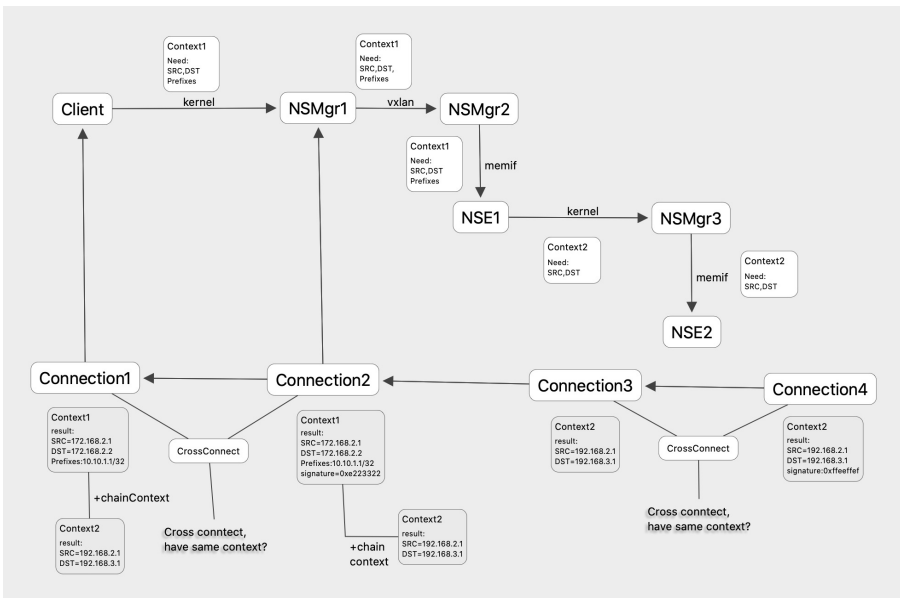 Context1
Need:
SRC,DST
Prefixes
Context1
Need:
SRC,DST,
Prefixes
Client
kernel
NSMgr1
vxlan
NSMgr2
Context1
Need:
SRC,DST
Prefixes
memif
NSE1
kernel
NSMgr3
Context2
Need:
SRC,DST
memif
Context2
Need:
SRC,DST
NSE2
Connection1
Connection2
Connection3
Connection4
Context1
result:
SRC=172.168.2.1
DST=172.168.2.2
Prefixes:10.10.1.1/32
CrossConnect
Context1
result:
SRC=172.168.2.1
DST=172.168.2.2
Prefixes:10.10.1.1/32
signature=0xe223322
Context2
result:
SRC=192.168.2.1
DST=192.168.3.1
CrossConnect
Context2
result:
SRC=192.168.2.1
DST=192.168.3.1
signature:0xffeeffef
+chainContext
Context2
result:
SRC=192.168.2.1
DST=192.168.3.1
Cross conntect,
have same context?
+chain
context
Context2
result:
SRC=192.168.2.1
DST=192.168.3.1
Cross conntect,
have same context?